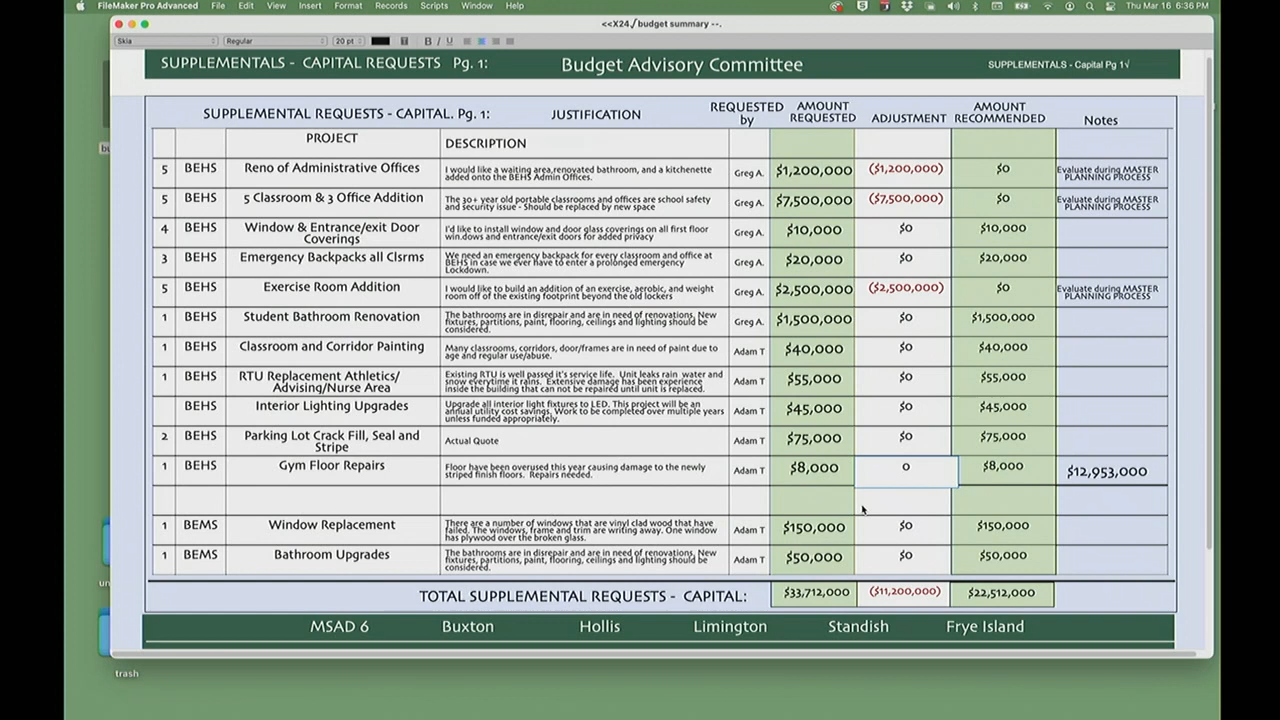 FileMaker Pro Advanced File Edit View Insert Format Records Scripts Window Help Thu Mar 16 6:36 PM
<<X24./budget summary --.
Skia Regular 20 pt B I U
SUPPLEMENTALS - CAPITAL REQUESTS Pg. 1: Budget Advisory Committee SUPPLEMENTALS - Capital Pg 1√
SUPPLEMENTAL REQUESTS - CAPITAL. Pg. 1: JUSTIFICATION REQUESTED by AMOUNT REQUESTED ADJUSTMENT AMOUNT RECOMMENDED Notes
PROJECT DESCRIPTION
5 BEHS Reno of Administrative Offices I would like a waiting area,renovated bathroom, and a kitchenette added onto the BEHS Admin Offices. Greg A. $1,200,000 ($1,200,000) $0 Evaluate during MASTER PLANNING PROCESS
5 BEHS 5 Classroom & 3 Office Addition The 30+ year old portable classrooms and offices are school safety and security issue - Should be replaced by new space Greg A. $7,500,000 ($7,500,000) $0 Evaluate during MASTER PLANNING PROCESS
4 BEHS Window & Entrance/exit Door Coverings I'd like to install window and door glass coverings on all first floor win.dows and entrance/exit doors for added privacy Greg A. $10,000 $0 $10,000
3 BEHS Emergency Backpacks all Clsrms We need an emergency backpack for every classroom and office at BEHS in case we ever have to enter a prolonged emergency Lockdown. Greg A. $20,000 $0 $20,000
5 BEHS Exercise Room Addition I would like to build an addition of an exercise, aerobic, and weight room off of the existing footprint beyond the old lockers Greg A. $2,500,000 ($2,500,000) $0 Evaluate during MASTER PLANNING PROCESS
1 BEHS Student Bathroom Renovation The bathrooms are in disrepair and are in need of renovations. New fixtures, partitions, paint, flooring, ceilings and lighting should be considered. Greg A. $1,500,000 $0 $1,500,000
1 BEHS Classroom and Corridor Painting Many classrooms, corridors, door/frames are in need of paint due to age and regular use/abuse. Adam T $40,000 $0 $40,000
1 BEHS RTU Replacement Athletics/ Advising/Nurse Area Existing RTU is well passed it's service life. Unit leaks rain water and snow everytime it rains. Extensive damage has been experience inside the building that can not be repaired until unit is replaced. Adam T $55,000 $0 $55,000
BEHS Interior Lighting Upgrades Upgrade all interior light fixtures to LED. This project will be an annual utility cost savings. Work to be completed over multiple years unless funded appropriately. Adam T $45,000 $0 $45,000
2 BEHS Parking Lot Crack Fill, Seal and Stripe Actual Quote Adam T $75,000 $0 $75,000
1 BEHS Gym Floor Repairs Floor have been overused this year causing damage to the newly striped finish floors. Repairs needed. Adam T $8,000 0 $8,000 $12,953,000
1 BEMS Window Replacement There are a number of windows that are vinyl clad wood that have failed. The windows, frame and trim are writing away. One window has plywood over the broken glass. Adam T $150,000 $0 $150,000
1 BEMS Bathroom Upgrades The bathrooms are in disrepair and are in need of renovations. New fixtures, partitions, paint, flooring, ceilings and lighting should be considered. Adam T $50,000 $0 $50,000
TOTAL SUPPLEMENTAL REQUESTS - CAPITAL: $33,712,000 ($11,200,000) $22,512,000
MSAD 6 Buxton Hollis Limington Standish Frye Island
trash